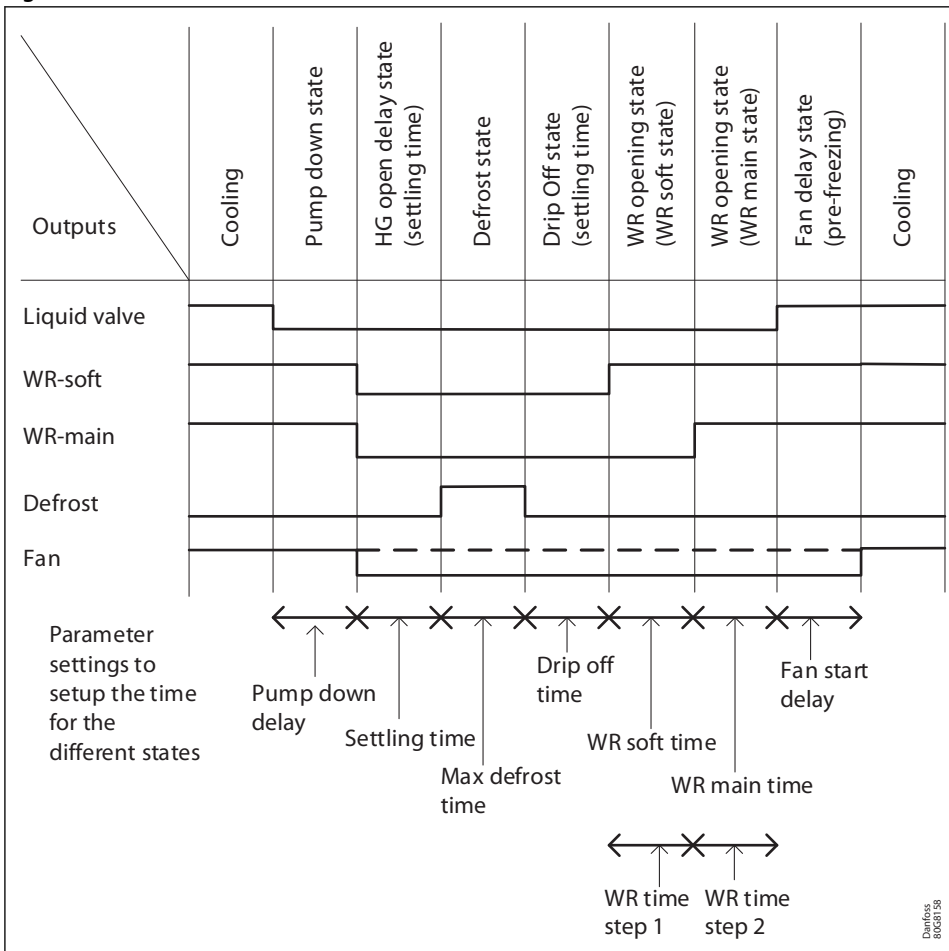 Outputs
Cooling
Pump down state
HG open delay state
(settling time)
Defrost state
Drip Off state
(settling time)
WR opening state
(WR soft state)
WR opening state
(WR main state)
Fan delay state
(pre-freezing)
Cooling
Liquid valve
WR-soft
WR-main
Defrost
Fan
Parameter
settings to
setup the time
for the
different states
Pump down
delay
Settling time
Max defrost
time
Drip off
time
WR soft time
WR main time
Fan start
delay
WR time
step 1
WR time
step 2
Danfoss
80G8158